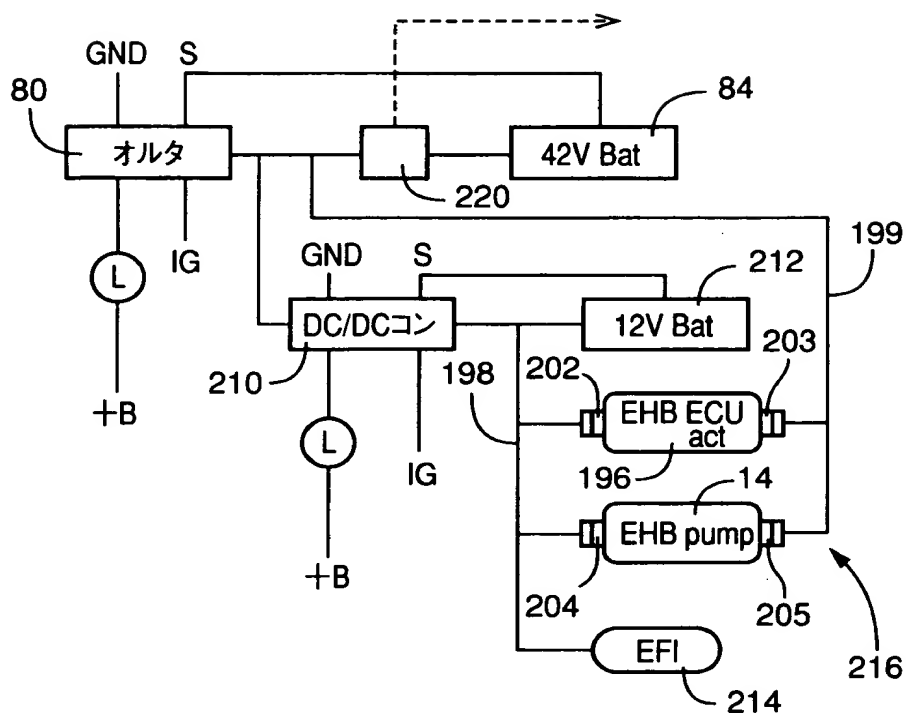 GND
S
80
オルタ
84
42V Bat
220
IG
L
+B
199
GND
S
212
DC/DCコン
12V Bat
210
198
202
203
EHB ECU
act
196
L
IG
14
EHB pump
+B
204
205
EFI
214
216